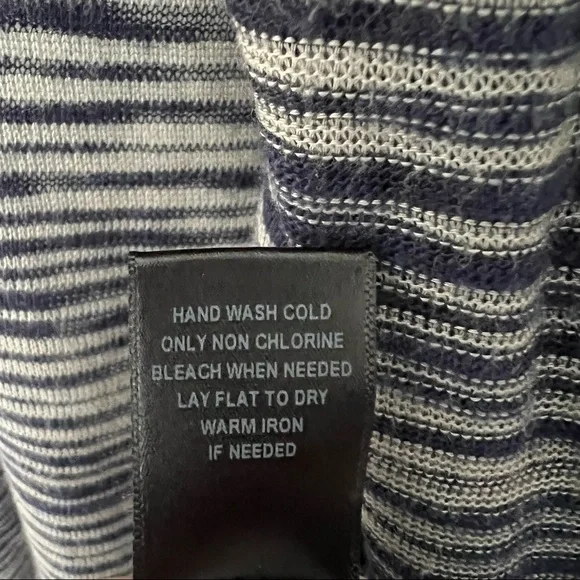 HAND WASH COLD
ONLY NON CHLORINE
BLEACH WHEN NEEDED
LAY FLAT TO DRY
WARM IRON
IF NEEDED